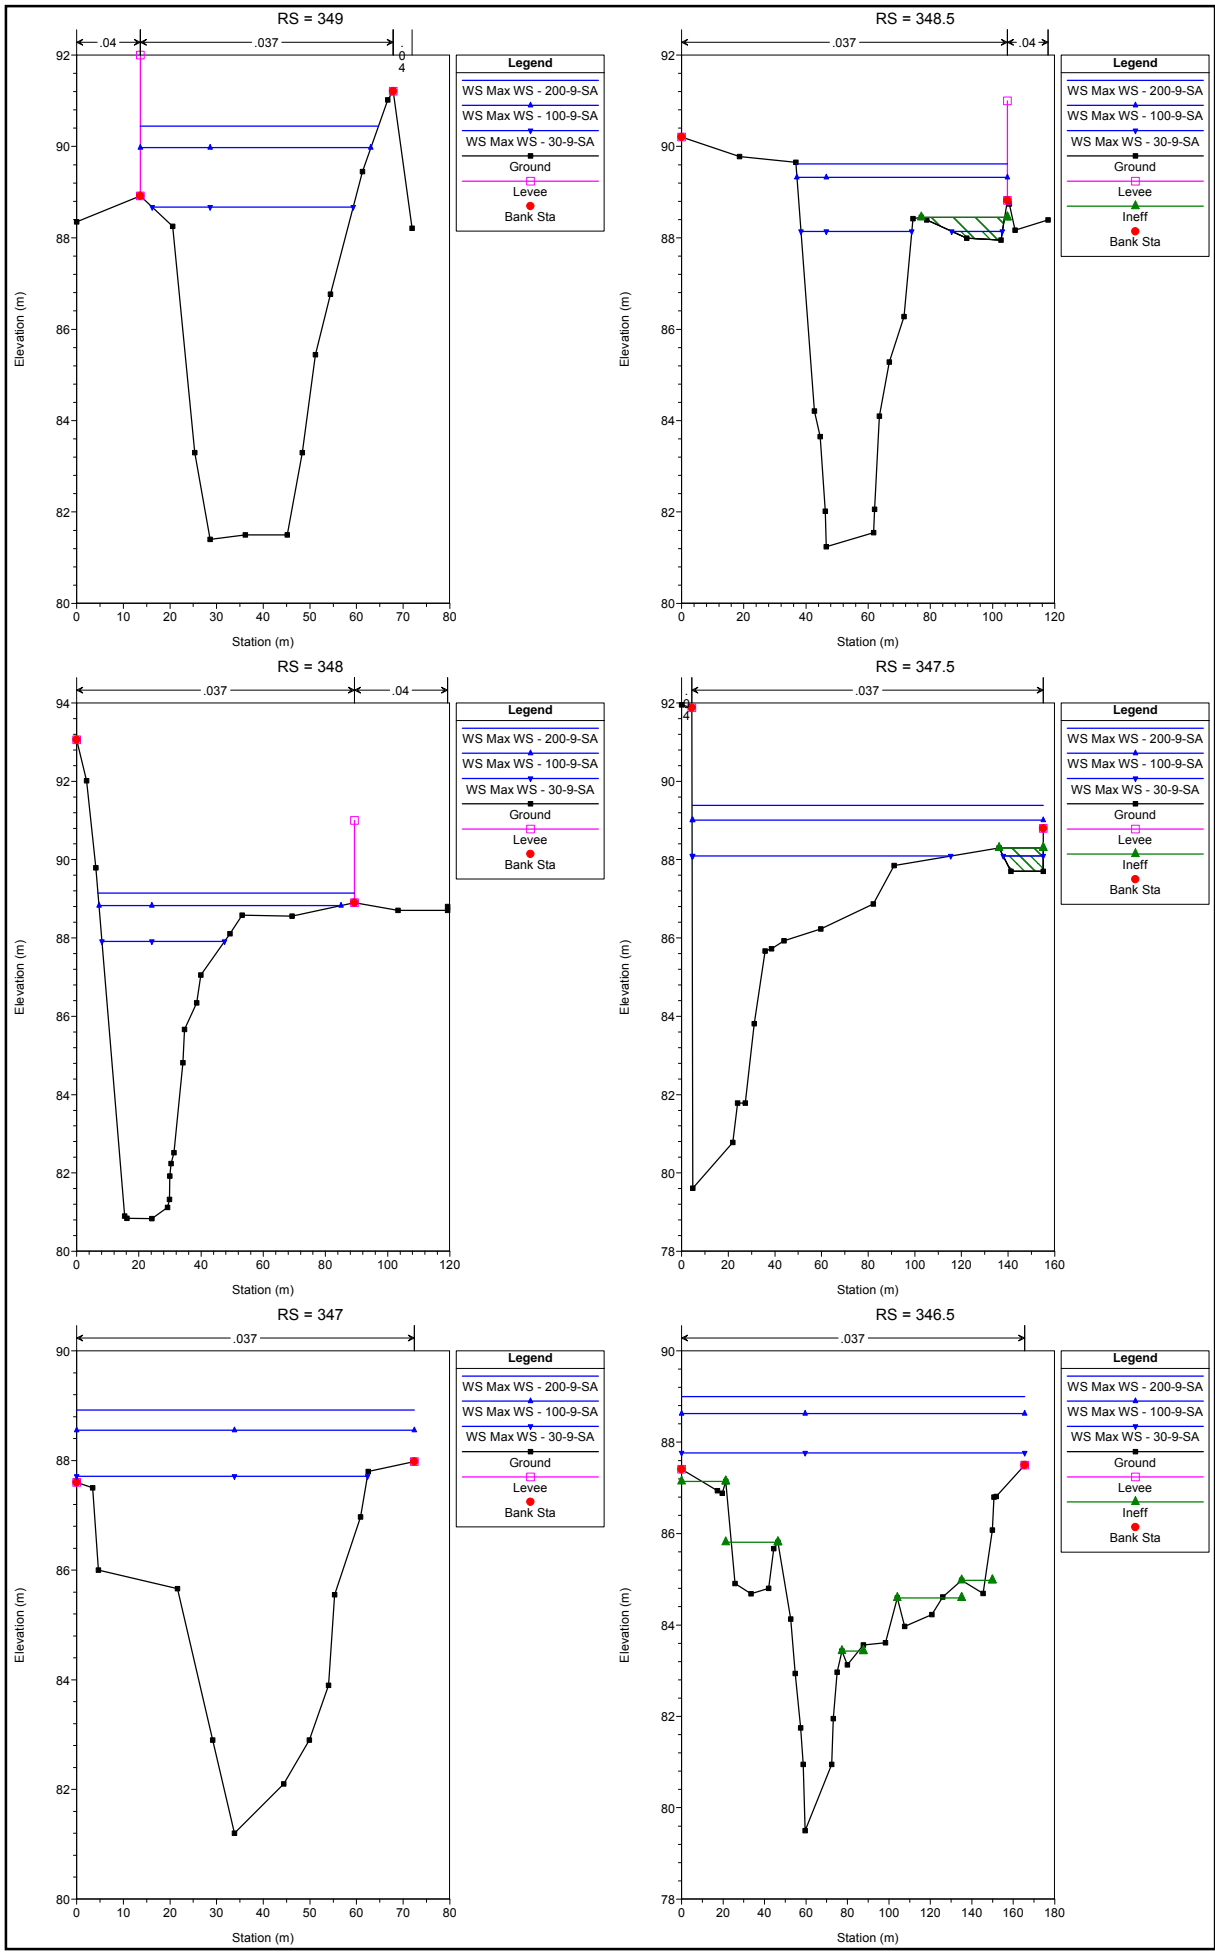 RS = 349
.04
.037
.04
92
90
88
86
84
82
80
Elevation (m)
0 10 20 30 40 50 60 70 80
Station (m)
Legend
WS Max WS - 200-9-SA
WS Max WS - 100-9-SA
WS Max WS - 30-9-SA
Ground
Levee
Bank Sta
RS = 348.5
.037
.04
92
90
88
86
84
82
80
Elevation (m)
0 20 40 60 80 100 120
Station (m)
Legend
WS Max WS - 200-9-SA
WS Max WS - 100-9-SA
WS Max WS - 30-9-SA
Ground
Levee
Ineff
Bank Sta
RS = 348
.037
.04
94
92
90
88
86
84
82
80
Elevation (m)
0 20 40 60 80 100 120
Station (m)
Legend
WS Max WS - 200-9-SA
WS Max WS - 100-9-SA
WS Max WS - 30-9-SA
Ground
Levee
Bank Sta
RS = 347.5
.04
.037
92
90
88
86
84
82
80
78
Elevation (m)
0 20 40 60 80 100 120 140 160
Station (m)
Legend
WS Max WS - 200-9-SA
WS Max WS - 100-9-SA
WS Max WS - 30-9-SA
Ground
Levee
Ineff
Bank Sta
RS = 347
.037
90
88
86
84
82
80
Elevation (m)
0 10 20 30 40 50 60 70 80
Station (m)
Legend
WS Max WS - 200-9-SA
WS Max WS - 100-9-SA
WS Max WS - 30-9-SA
Ground
Levee
Bank Sta
RS = 346.5
.037
90
88
86
84
82
80
78
Elevation (m)
0 20 40 60 80 100 120 140 160 180
Station (m)
Legend
WS Max WS - 200-9-SA
WS Max WS - 100-9-SA
WS Max WS - 30-9-SA
Ground
Levee
Ineff
Bank Sta